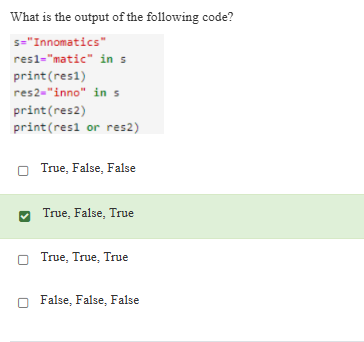 What is the output of the following code?
s="Innomatics"
res1="matic" in s
print(res1)
res2="inno" in s
print(res2)
print(res1 or res2)
True, False, False
True, False, True
True, True, True
False, False, False